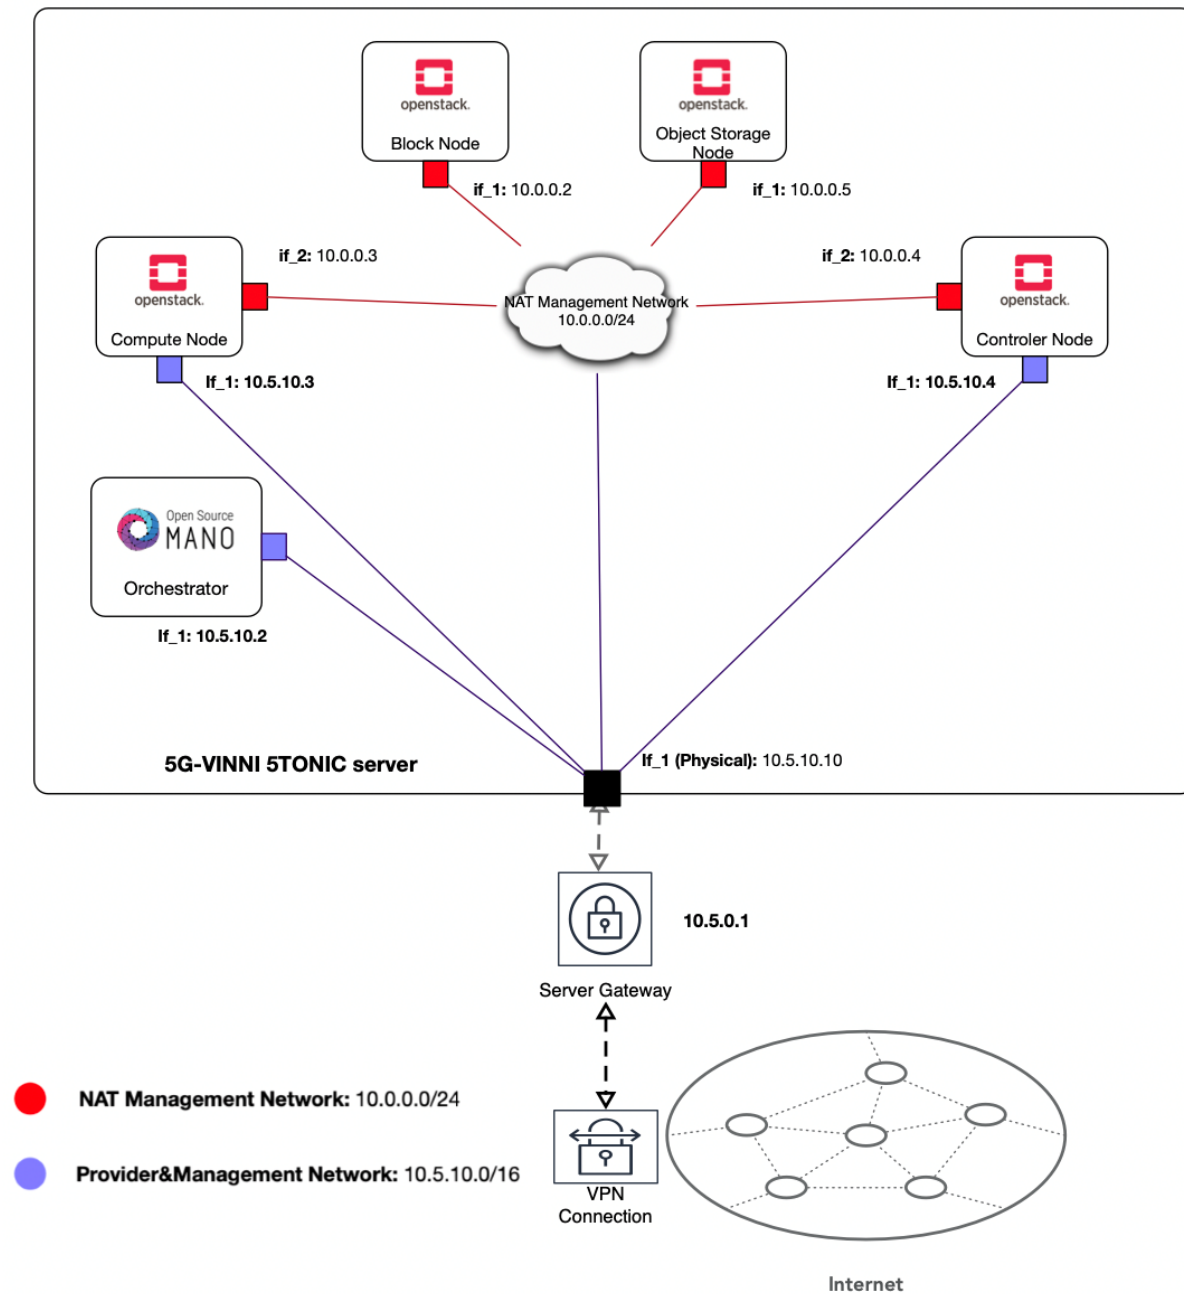 openstack.
Block Node
openstack.
Object Storage
Node
if_1: 10.0.0.2
if_1: 10.0.0.5
openstack.
Compute Node
if_2: 10.0.0.3
if_2: 10.0.0.4
openstack.
Controler Node
NAT Management Network
10.0.0.0/24
If_1: 10.5.10.3
If_1: 10.5.10.4
Open Source
MANO
Orchestrator
If_1: 10.5.10.2
5G-VINNI 5TONIC server
If_1 (Physical): 10.5.10.10
10.5.0.1
Server Gateway
NAT Management Network: 10.0.0.0/24
Provider&Management Network: 10.5.10.0/16
VPN
Connection
Internet